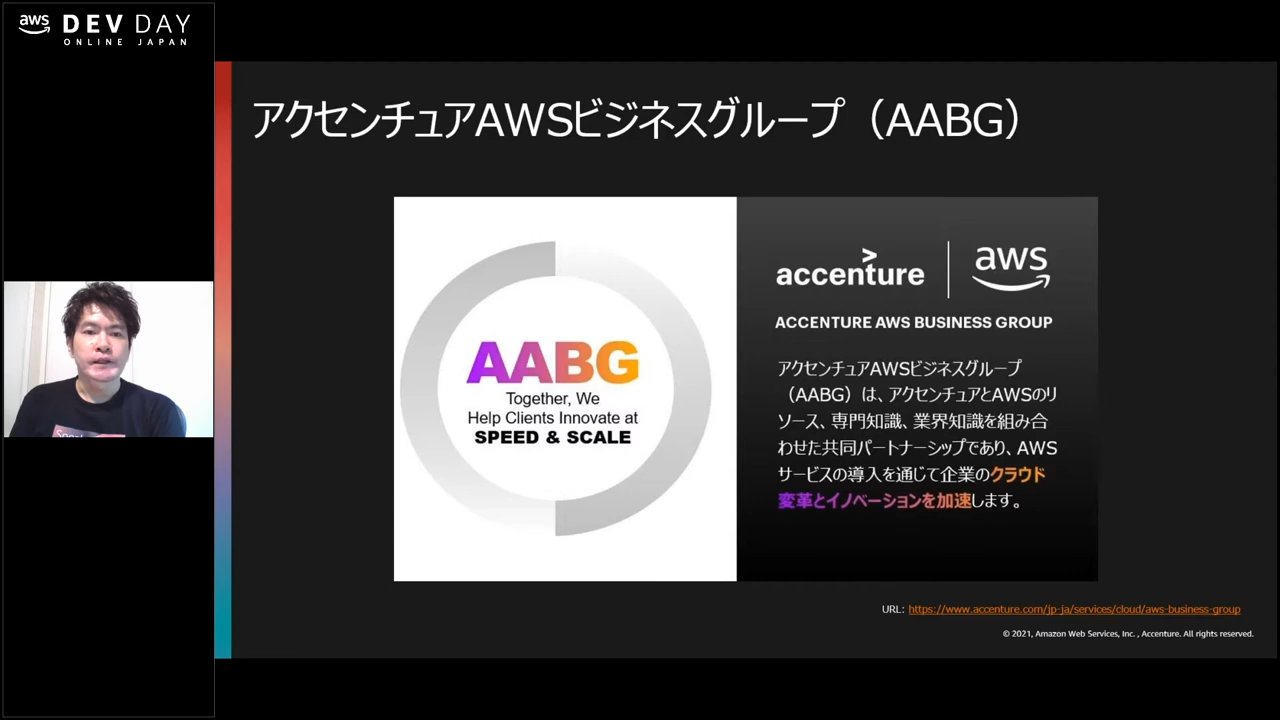 aws DEV DAY
ONLINE JAPAN
アクセンチュアAWSビジネスグループ（AABG）
AABG
Together, We
Help Clients Innovate at
SPEED & SCALE
accenture aws
ACCENTURE AWS BUSINESS GROUP
アクセンチュアAWSビジネスグループ
（AABG）は、アクセンチュアとAWSのリ
ソース、専門知識、業界知識を組み合
わせた共同パートナーシップであり、AWS
サービスの導入を通じて企業のクラウド
変革とイノベーションを加速します。
URL: https://www.accenture.com/jp-ja/services/cloud/aws-business-group
© 2021, Amazon Web Services, Inc. , Accenture. All rights reserved.